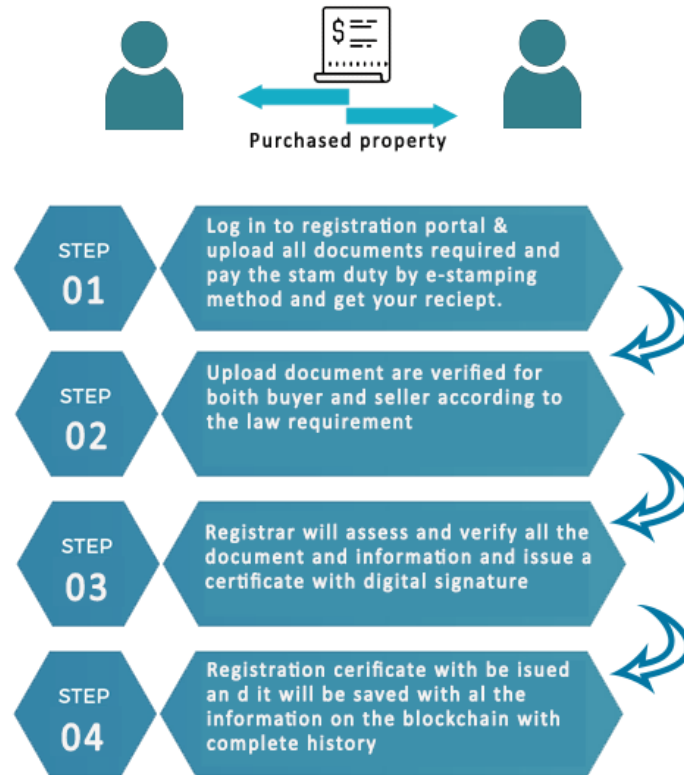 $
Purchased property
STEP
01
Log in to registration portal &
upload all documents required and
pay the stam duty by e-stamping
method and get your reciept.
STEP
02
Upload document are verified for
boith buyer and seller according to
the law requirement
STEP
03
Registrar will assess and verify all the
document and information and issue a
certificate with digital signature
STEP
04
Registration cerificate with be isued
an d it will be saved with al the
information on the blockchain with
complete history